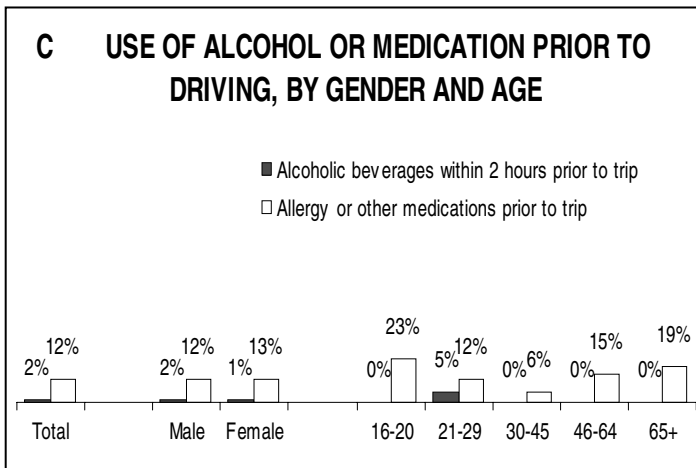 C USE OF ALCOHOL OR MEDICATION PRIOR TO
DRIVING, BY GENDER AND AGE
Alcoholic beverages within 2 hours prior to trip
Allergy or other medications prior to trip
2% 12% 2% 12% 1% 13% 0% 23% 5% 12% 0% 6% 0% 15% 0% 19%
Total Male Female 16-20 21-29 30-45 46-64 65+